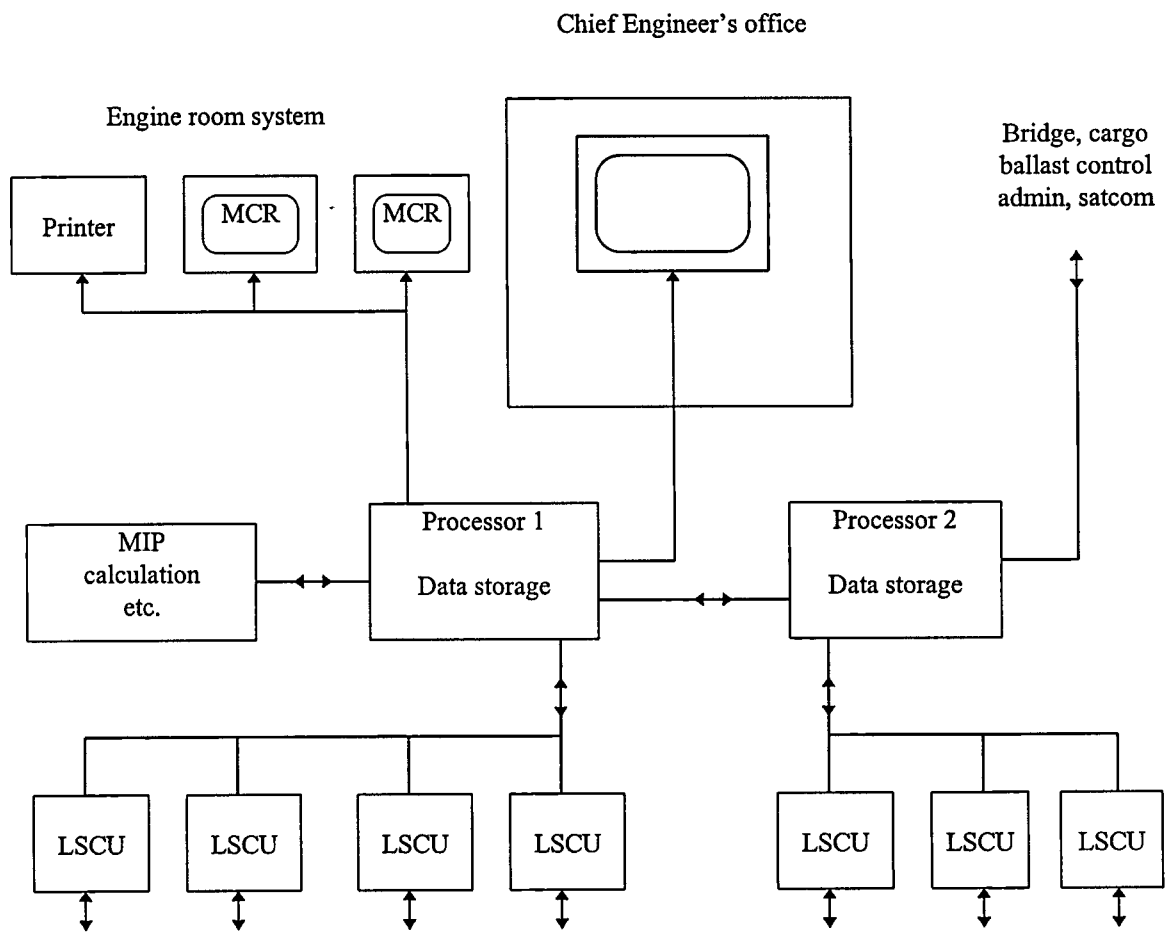 Chief Engineer's office
Engine room system
Bridge, cargo
ballast control
admin, satcom
Printer
MCR
MCR
Processor 1
Data storage
Processor 2
Data storage
MIP
calculation
etc.
LSCU
LSCU
LSCU
LSCU
LSCU
LSCU
LSCU